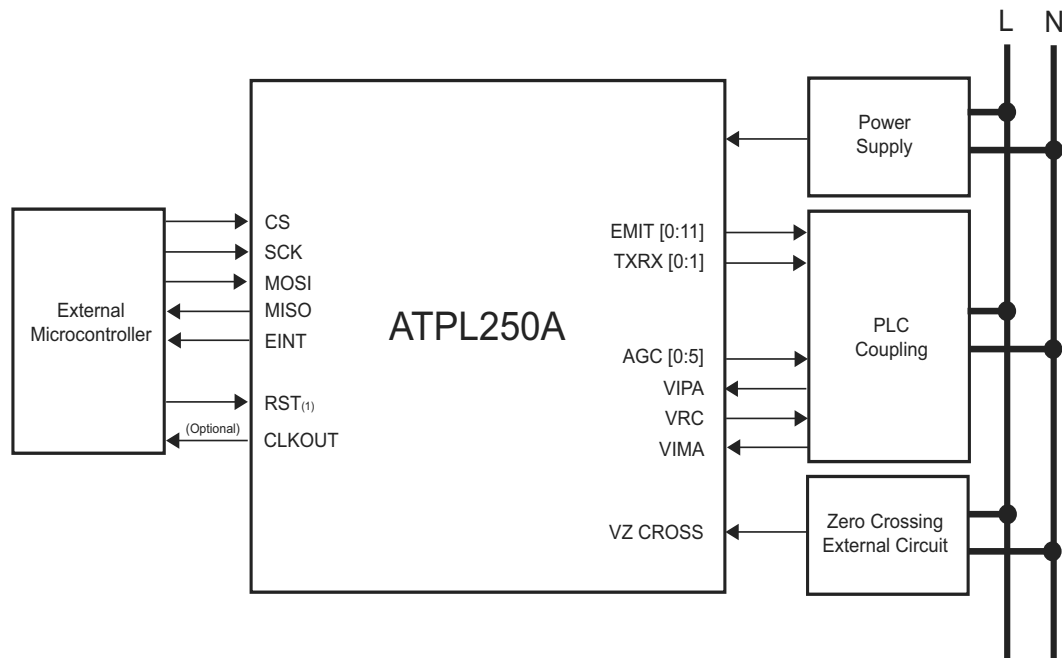 L N
Power
Supply
CS
SCK
MOSI
MISO
EINT
RST(1)
(Optional)
CLKOUT
External
Microcontroller
ATPL250A
EMIT [0:11]
TXRX [0:1]
AGC [0:5]
VIPA
VRC
VIMA
VZ CROSS
PLC
Coupling
Zero Crossing
External Circuit